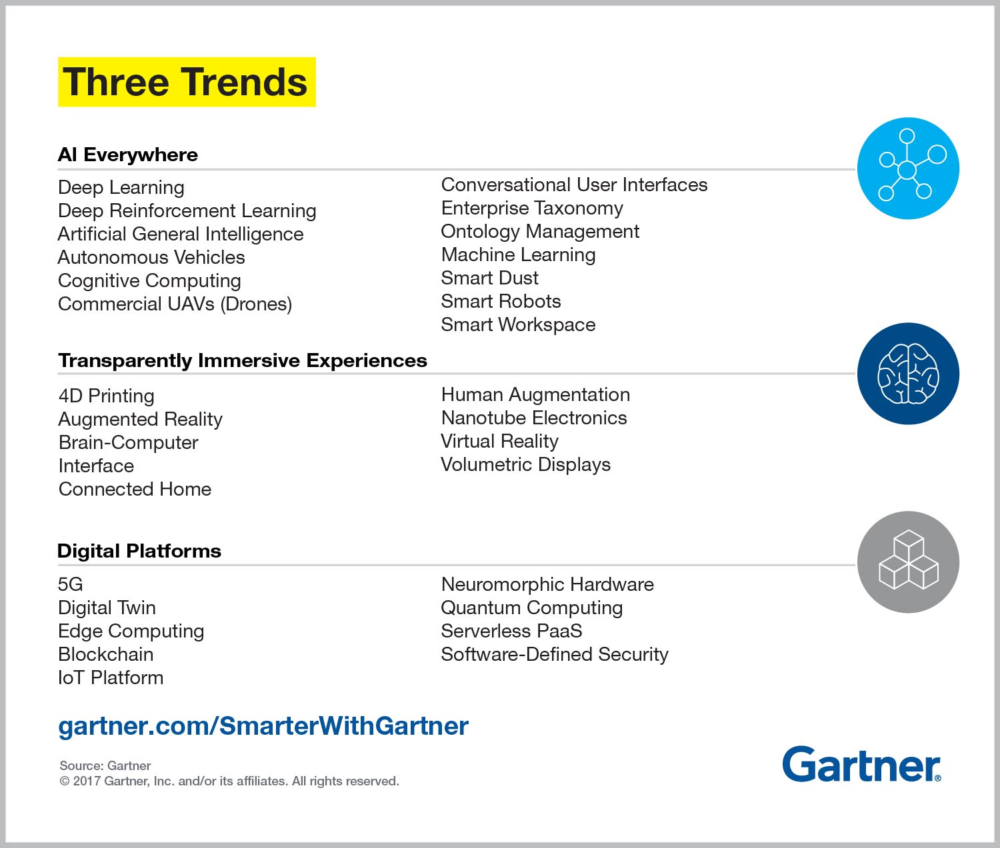 Three Trends
AI Everywhere
Deep Learning
Deep Reinforcement Learning
Artificial General Intelligence
Autonomous Vehicles
Cognitive Computing
Commercial UAVs (Drones)
Conversational User Interfaces
Enterprise Taxonomy
Ontology Management
Machine Learning
Smart Dust
Smart Robots
Smart Workspace
Transparently Immersive Experiences
4D Printing
Augmented Reality
Brain-Computer
Interface
Connected Home
Human Augmentation
Nanotube Electronics
Virtual Reality
Volumetric Displays
Digital Platforms
5G
Digital Twin
Edge Computing
Blockchain
IoT Platform
Neuromorphic Hardware
Quantum Computing
Serverless PaaS
Software-Defined Security
gartner.com/SmarterWithGartner
Source: Gartner
© 2017 Gartner, Inc. and/or its affiliates. All rights reserved.
Gartner®